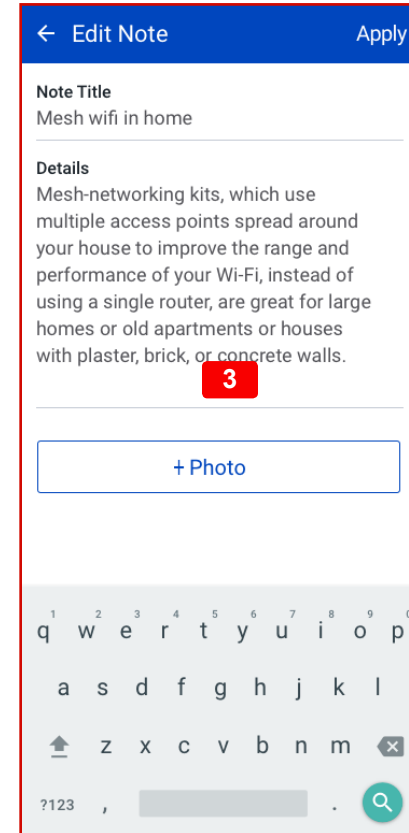 ← Edit Note Apply
Note Title
Mesh wifi in home
Details
Mesh-networking kits, which use
multiple access points spread around
your house to improve the range and
performance of your Wi-Fi, instead of
using a single router, are great for large
homes or old apartments or houses
with plaster, brick, or concrete walls.
3
+ Photo
1 2 3 4 5 6 7 8 9 0
q w e r t y u i o p
a s d f g h j k l
z x c v b n m
?123 , .